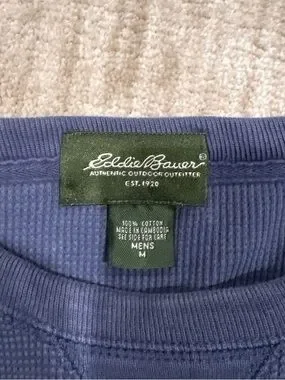 Eddie Bauer®
AUTHENTIC OUTDOOR OUTFITTER
EST. 1920
100% COTTON
MADE IN CAMBODIA
SEE SIDE FOR CARE
MENS
M